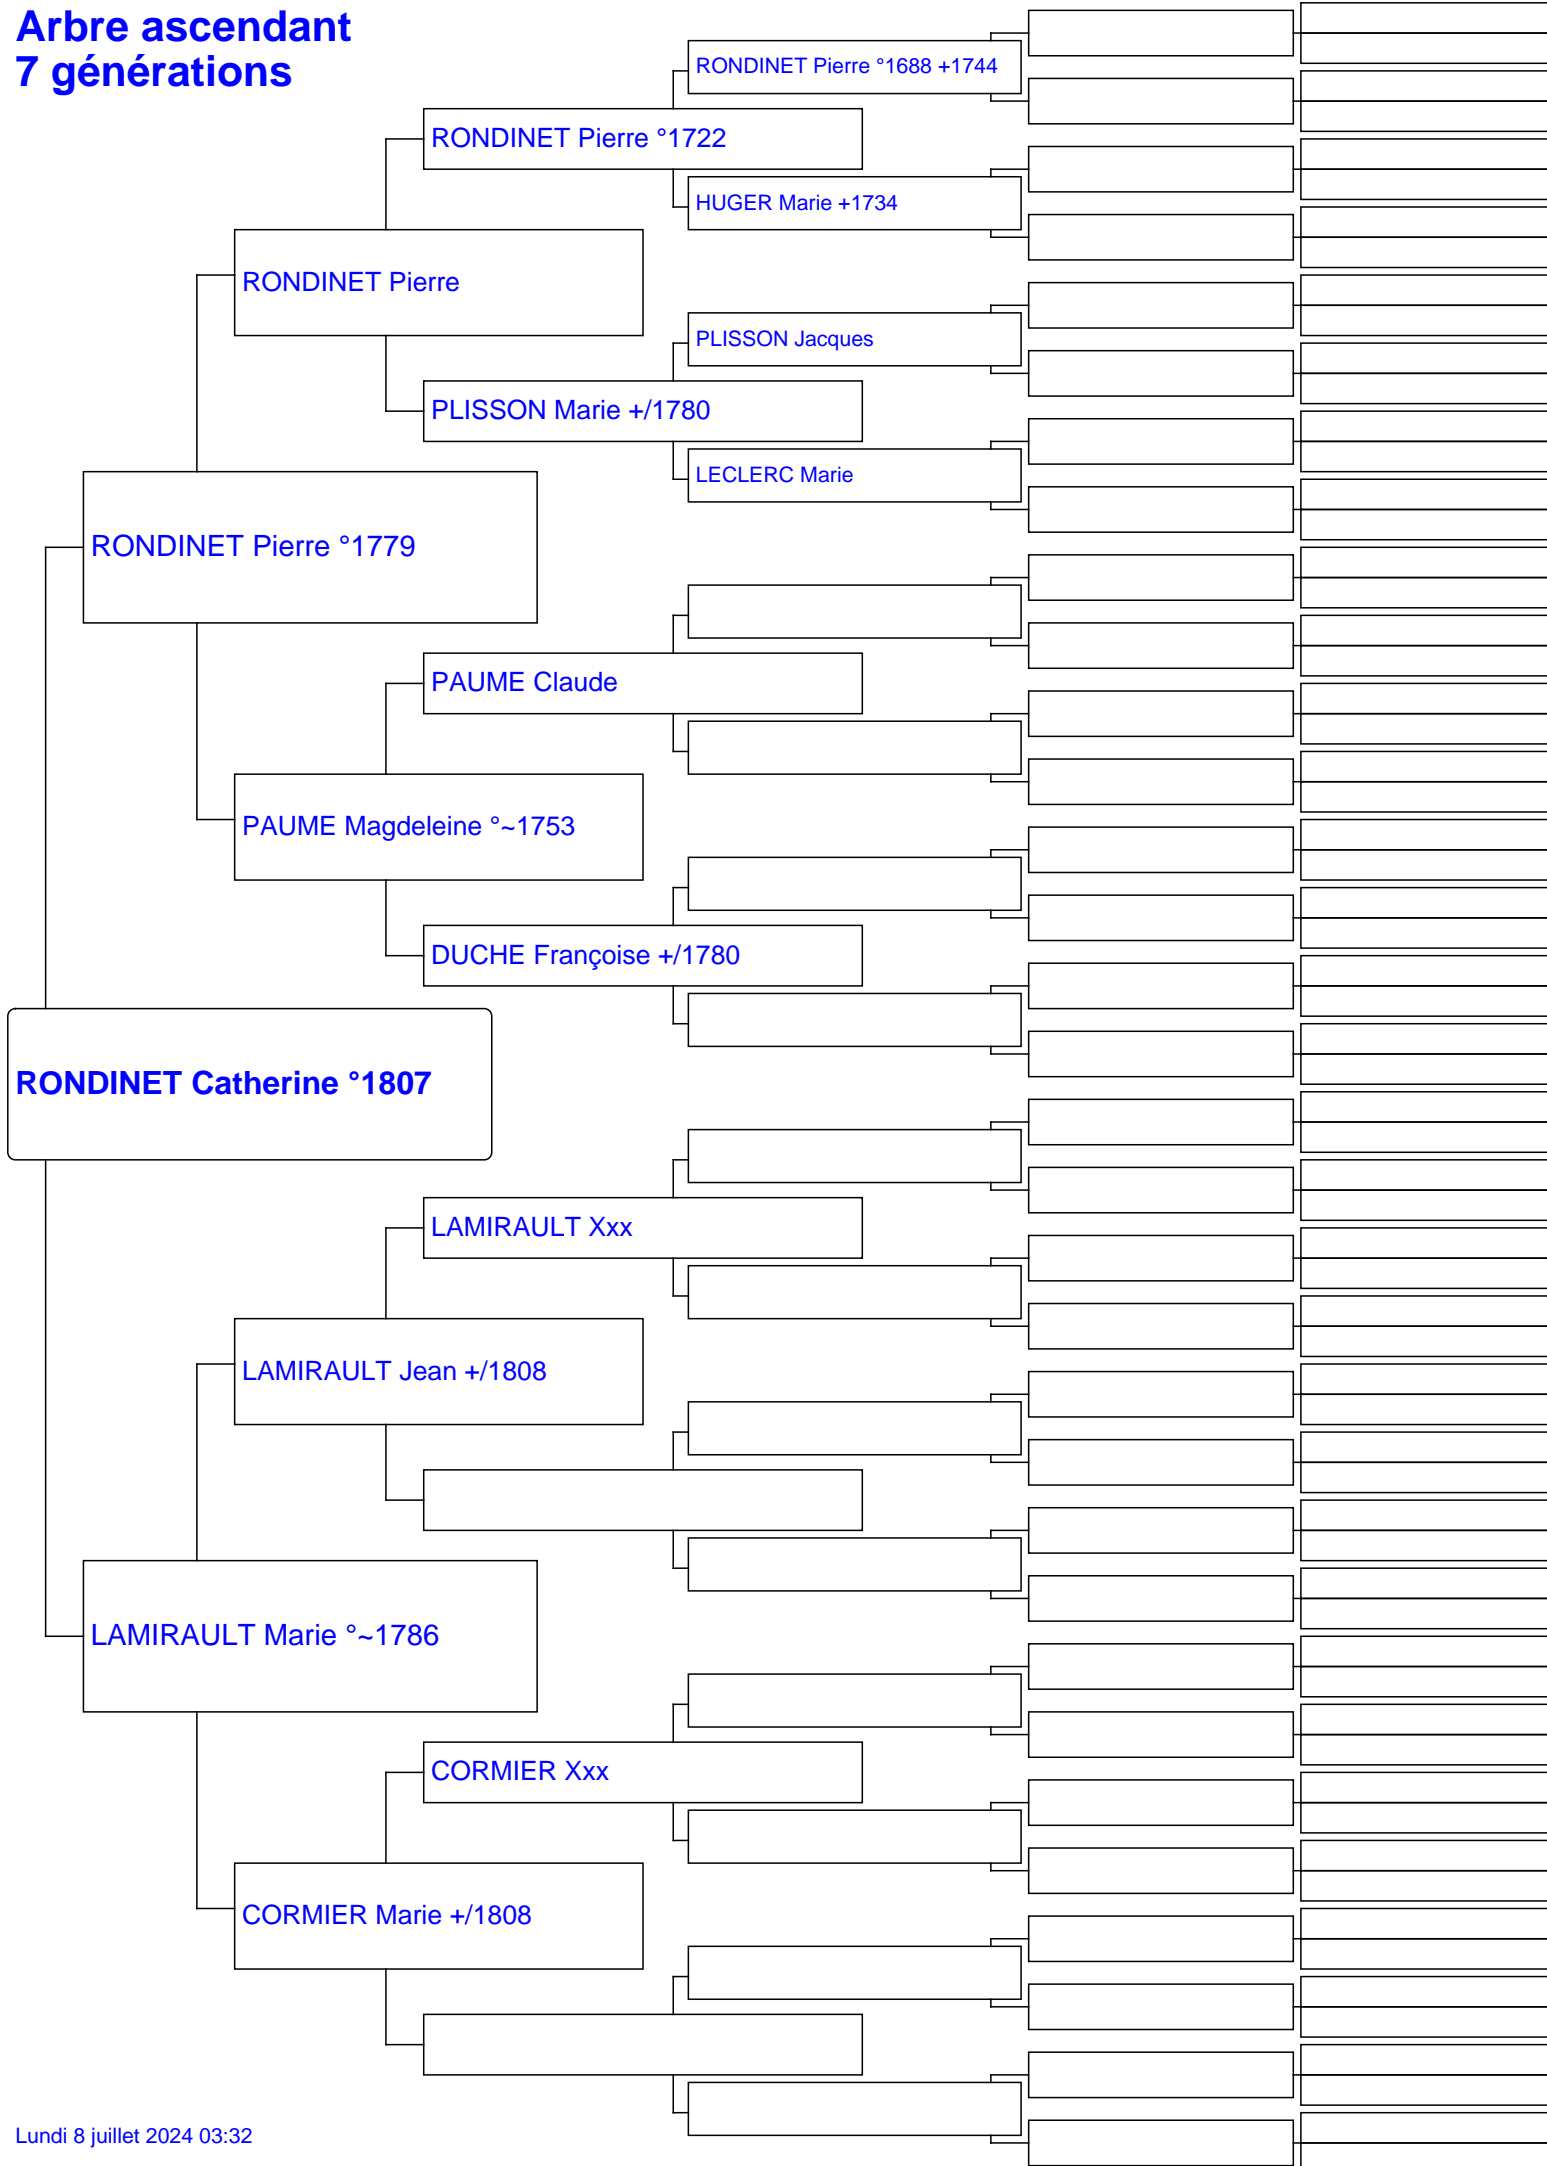 Arbre ascendant
7 générations
RONDINET Pierre °1688 +1744
RONDINET Pierre °1722
HUGER Marie +1734
RONDINET Pierre
PLISSON Jacques
PLISSON Marie +/1780
LECLERC Marie
RONDINET Pierre °1779
PAUME Claude
PAUME Magdeleine °~1753
DUCHE Françoise +/1780
RONDINET Catherine °1807
LAMIRAULT Xxx
LAMIRAULT Jean +/1808
LAMIRAULT Marie °~1786
CORMIER Xxx
CORMIER Marie +/1808
Lundi 8 juillet 2024 03:32